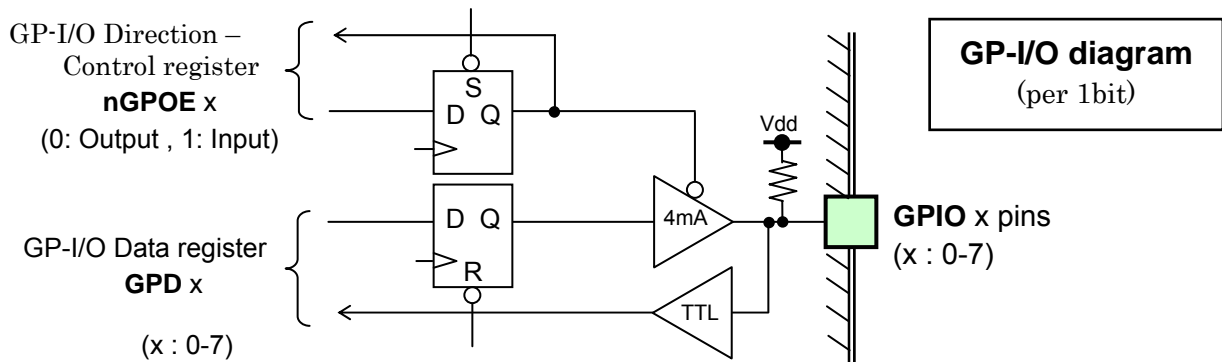 GP-I/O Direction –
Control register
nGPOE x
(0: Output , 1: Input)
S
D Q
GP-I/O diagram
(per 1bit)
Vdd
4mA
GPIO x pins
(x : 0-7)
D Q
R
GP-I/O Data register
GPD x
(x : 0-7)
TTL